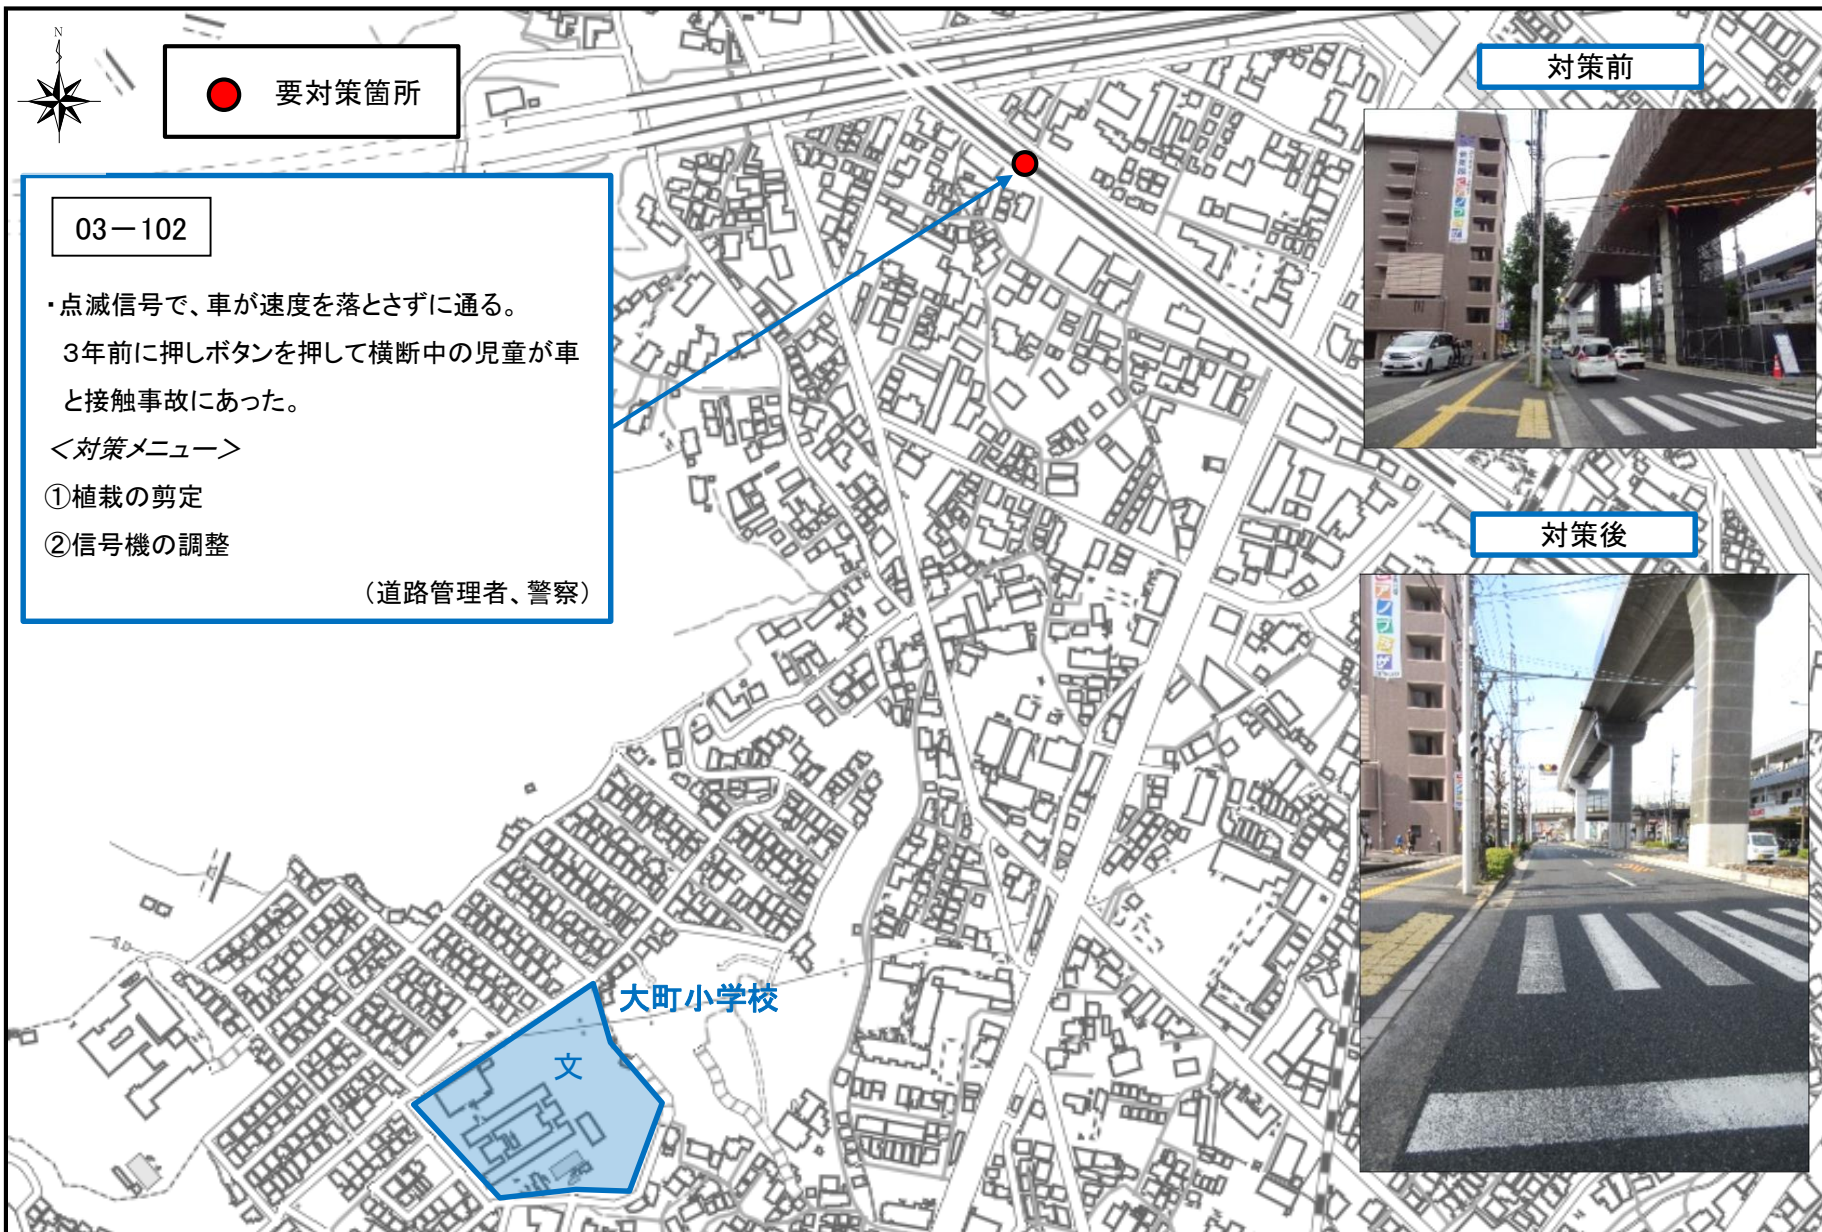 N
要対策箇所
03－102
・点滅信号で、車が速度を落とさずに通る。
3年前に押しボタンを押して横断中の児童が車
と接触事故にあった。
＜対策メニュー＞
①植栽の剪定
②信号機の調整
（道路管理者、警察）
対策前
対策後
大町小学校
文